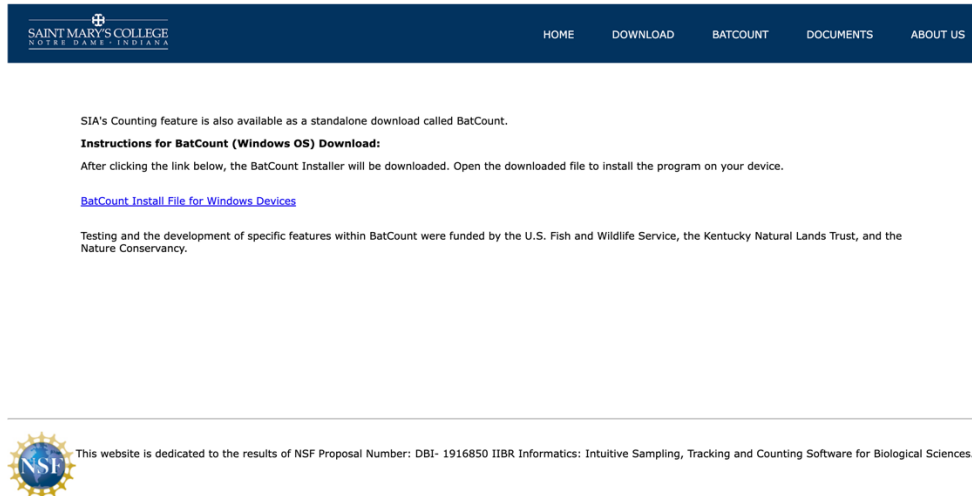 SAINT MARY'S COLLEGE
NOTRE DAME · INDIANA
HOME DOWNLOAD BATCOUNT DOCUMENTS ABOUT US
SIA's Counting feature is also available as a standalone download called BatCount.
Instructions for BatCount (Windows OS) Download:
After clicking the link below, the BatCount Installer will be downloaded. Open the downloaded file to install the program on your device.
BatCount Install File for Windows Devices
Testing and the development of specific features within BatCount were funded by the U.S. Fish and Wildlife Service, the Kentucky Natural Lands Trust, and the
Nature Conservancy.
NSF
This website is dedicated to the results of NSF Proposal Number: DBI- 1916850 IIBR Informatics: Intuitive Sampling, Tracking and Counting Software for Biological Sciences.